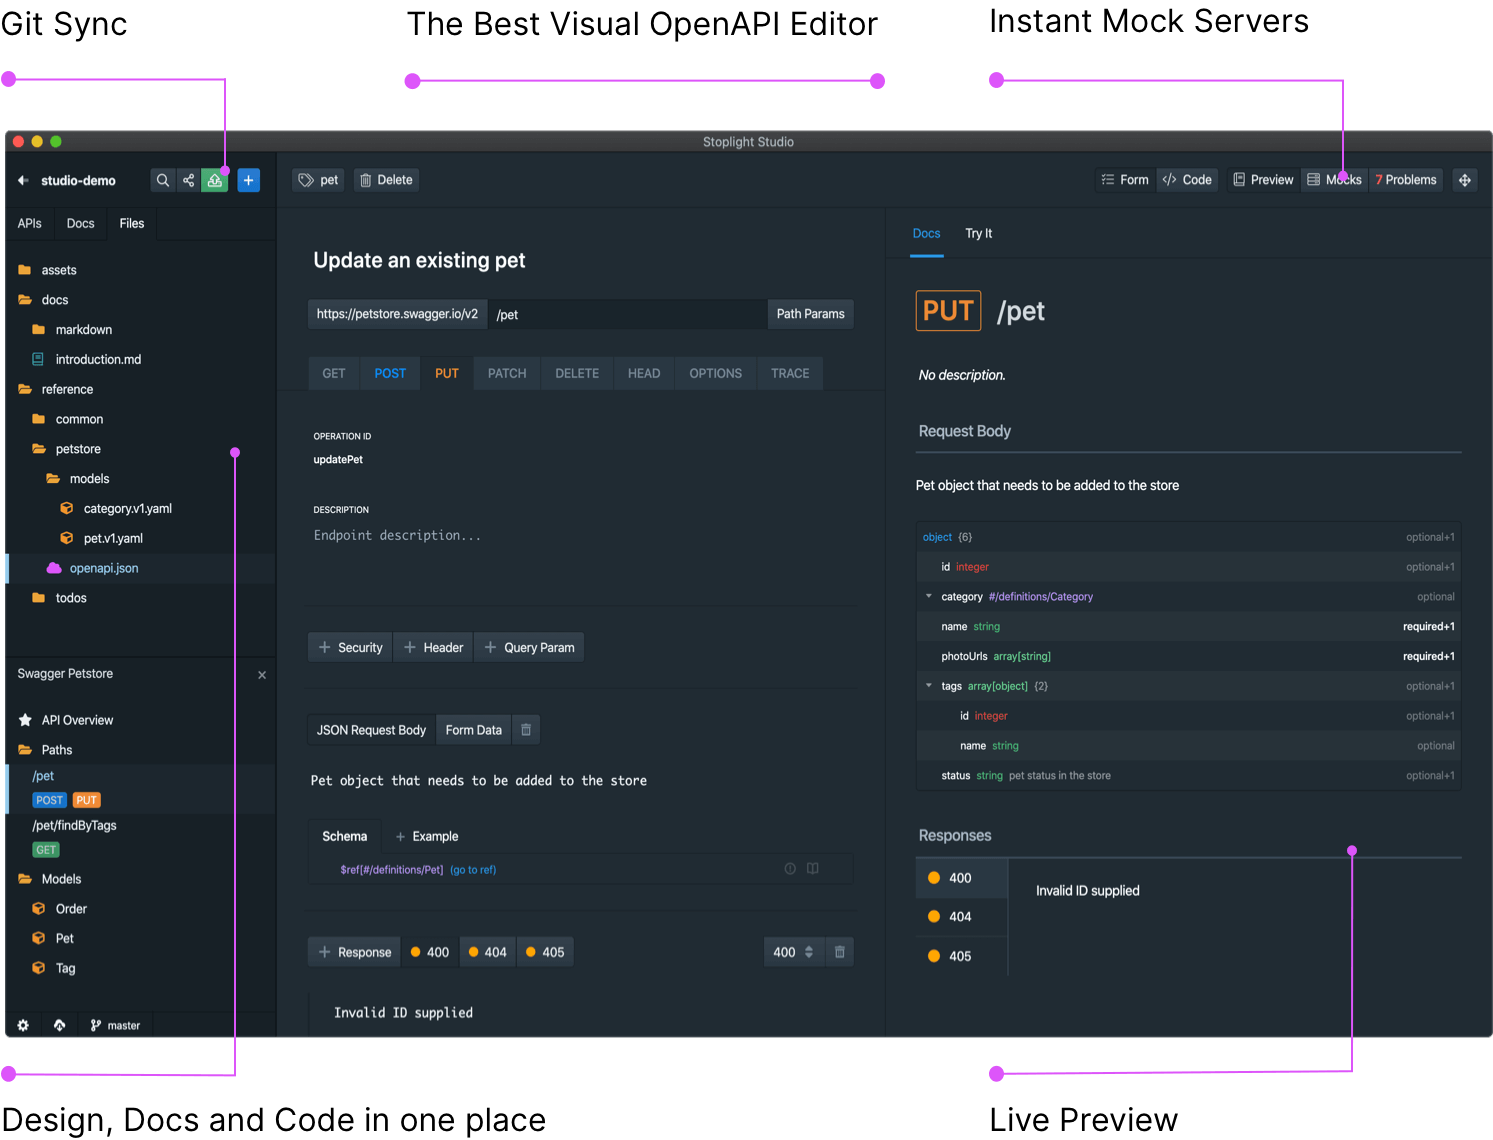 Git Sync
The Best Visual OpenAPI Editor
Instant Mock Servers
Stoplight Studio
studio-demo
pet
Delete
Form
Code
Preview
Mocks
7 Problems
APIs
Docs
Files
assets
docs
markdown
introduction.md
reference
common
petstore
models
category.v1.yaml
pet.v1.yaml
openapi.json
todos
Swagger Petstore
API Overview
Paths
/pet
POST PUT
/pet/findByTags
GET
Models
Order
Pet
Tag
master
Update an existing pet
https://petstore.swagger.io/v2 /pet Path Params
GET POST PUT PATCH DELETE HEAD OPTIONS TRACE
OPERATION ID
updatePet
DESCRIPTION
Endpoint description...
Security
Header
Query Param
JSON Request Body
Form Data
Pet object that needs to be added to the store
Schema
Example
$ref[#/definitions/Pet] (go to ref)
Response 400 404 405 400
Invalid ID supplied
Docs
Try It
PUT /pet
No description.
Request Body
Pet object that needs to be added to the store
object {6} optional+1
id integer optional+1
category #/definitions/Category optional
name string required+1
photoUrls array[string] required+1
tags array[object] {2} optional+1
id integer optional+1
name string optional
status string pet status in the store optional+1
Responses
400
Invalid ID supplied
404
405
Design, Docs and Code in one place
Live Preview